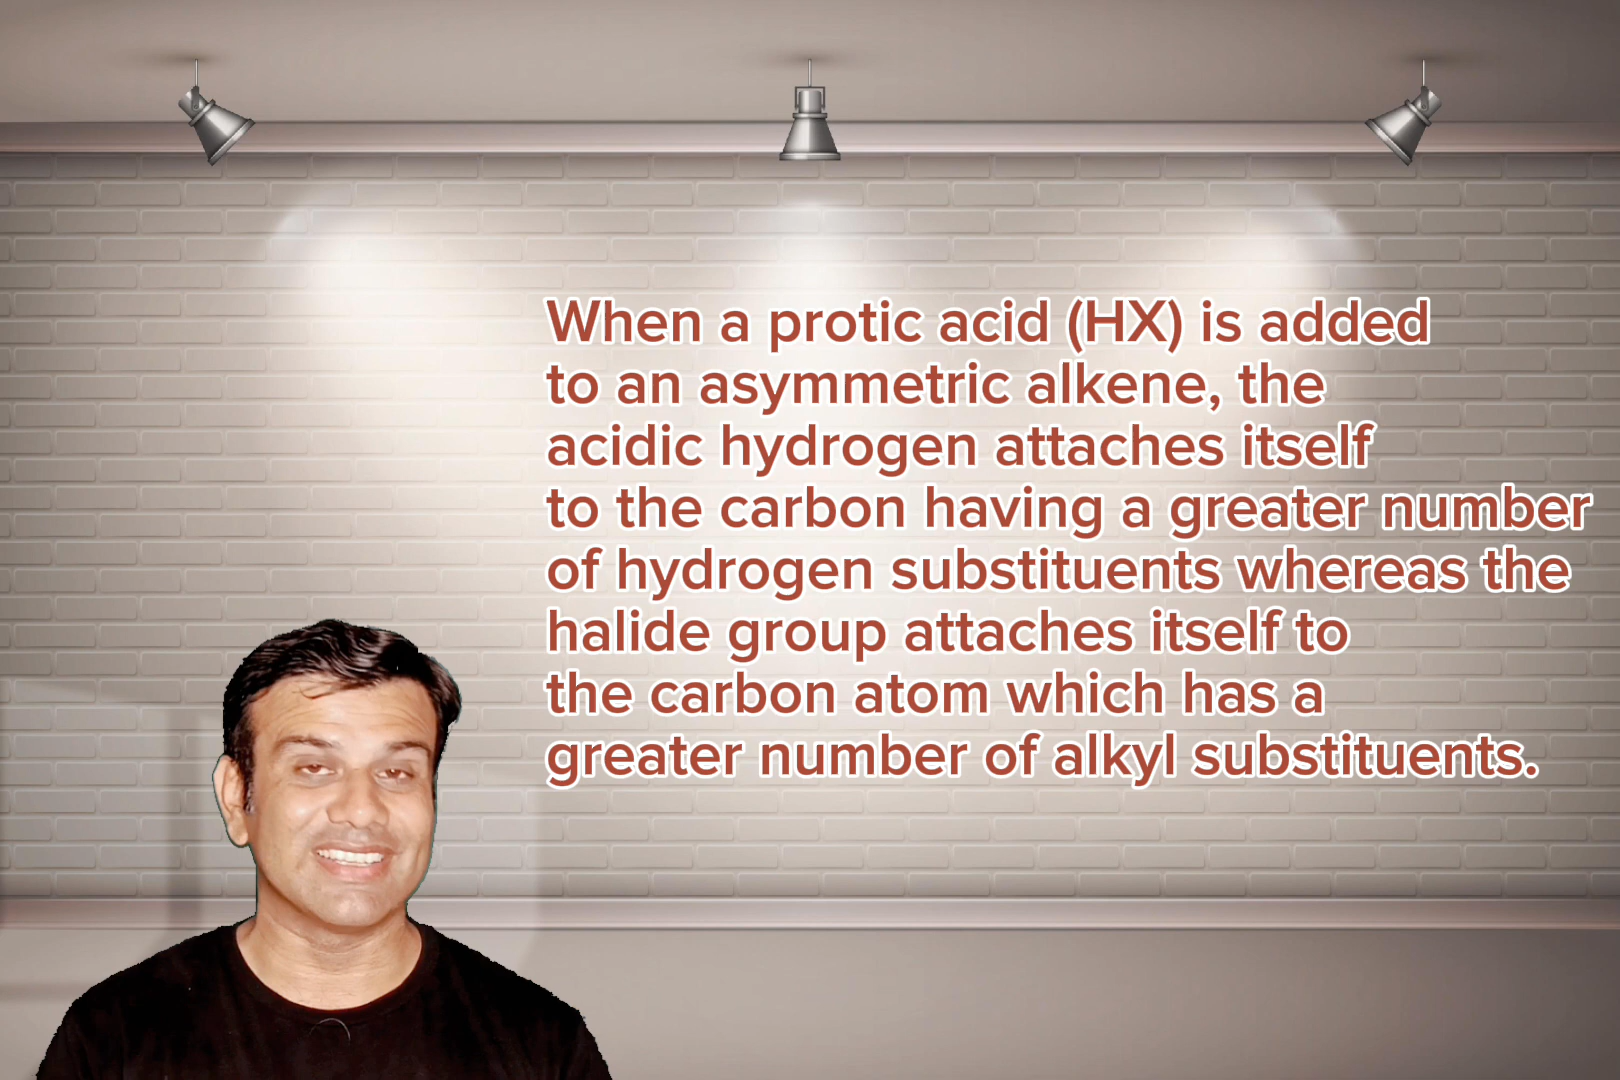 When a protic acid (HX) is added
to an asymmetric alkene, the
acidic hydrogen attaches itself
to the carbon having a greater number
of hydrogen substituents whereas the
halide group attaches itself to
the carbon atom which has a
greater number of alkyl substituents.